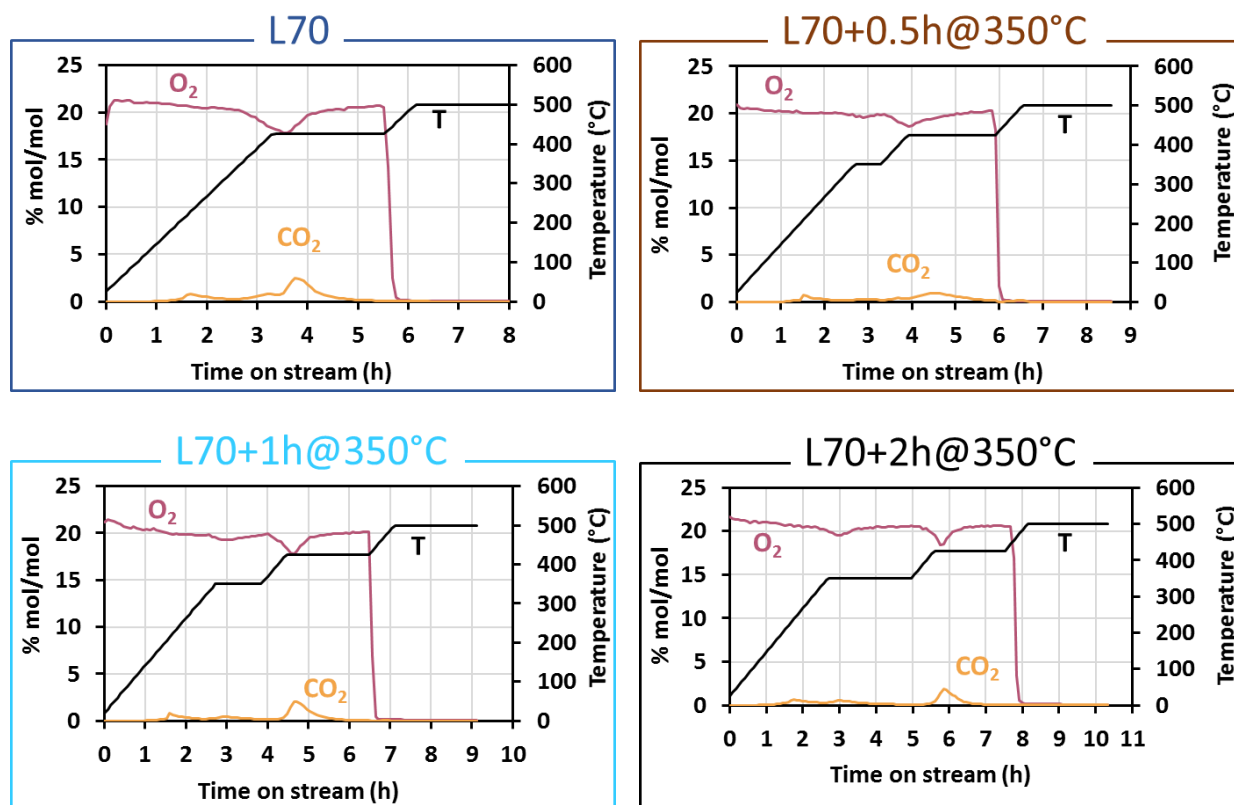 L70
25
20
15
10
5
0
% mol/mol
O2
CO2
T
600
500
400
300
200
100
0
Temperature (°C)
0 1 2 3 4 5 6 7 8
Time on stream (h)
L70+0.5h@350°C
25
20
15
10
5
0
% mol/mol
O2
CO2
T
600
500
400
300
200
100
0
Temperature (°C)
0 1 2 3 4 5 6 7 8 9
Time on stream (h)
L70+1h@350°C
25
20
15
10
5
0
% mol/mol
O2
CO2
T
600
500
400
300
200
100
0
Temperature (°C)
0 1 2 3 4 5 6 7 8 9 10
Time on stream (h)
L70+2h@350°C
25
20
15
10
5
0
% mol/mol
O2
CO2
T
600
500
400
300
200
100
0
Temperature (°C)
0 1 2 3 4 5 6 7 8 9 10 11
Time on stream (h)